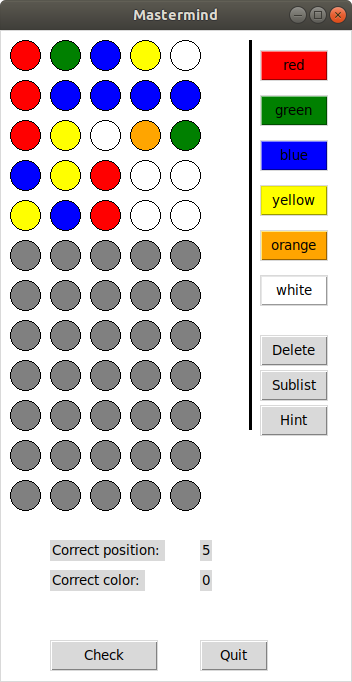 Mastermind
red
green
blue
yellow
orange
white
Delete
Sublist
Hint
Correct position: 5
Correct color: 0
Check Quit